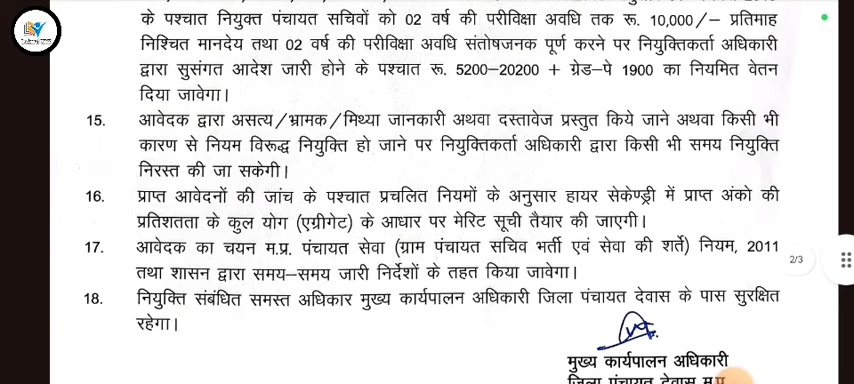 के पश्चात नियुक्त पंचायत सचिवों को 02 वर्ष की परीविक्षा अवधि तक रू. 10,000/– प्रतिमाह
निश्चित मानदेय तथा 02 वर्ष की परीविक्षा अवधि संतोषजनक पूर्ण करने पर नियुक्तिकर्ता अधिकारी
द्वारा सुसंगत आदेश जारी होने के पश्चात रू. 5200–20200 + ग्रेड–पे 1900 का नियमित वेतन
दिया जावेगा।
15. आवेदक द्वारा असत्य/भ्रामक/मिथ्या जानकारी अथवा दस्तावेज प्रस्तुत किये जाने अथवा किसी भी
कारण से नियम विरूद्ध नियुक्ति हो जाने पर नियुक्तिकर्ता अधिकारी द्वारा किसी भी समय नियुक्ति
निरस्त की जा सकेगी।
16. प्राप्त आवेदनों की जांच के पश्चात प्रचलित नियमों के अनुसार हायर सेकेण्ड्री में प्राप्त अंको की
प्रतिशतता के कुल योग (एग्रीगेट) के आधार पर मेरिट सूची तैयार की जाएगी।
17. आवेदक का चयन म.प्र. पंचायत सेवा (ग्राम पंचायत सचिव भर्ती एवं सेवा की शर्ते) नियम, 2011
तथा शासन द्वारा समय–समय जारी निर्देशों के तहत किया जावेगा।
2/3
18. नियुक्ति संबंधित समस्त अधिकार मुख्य कार्यपालन अधिकारी जिला पंचायत देवास के पास सुरक्षित
रहेगा।
मुख्य कार्यपालन अधिकारी
जिला पंचायत देवास म.प्र.